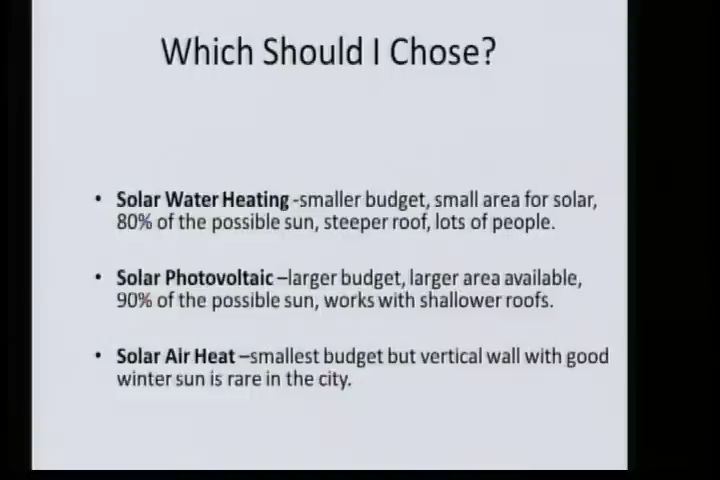 Which Should I Chose?
• Solar Water Heating -smaller budget, small area for solar,
80% of the possible sun, steeper roof, lots of people.
• Solar Photovoltaic –larger budget, larger area available,
90% of the possible sun, works with shallower roofs.
• Solar Air Heat –smallest budget but vertical wall with good
winter sun is rare in the city.